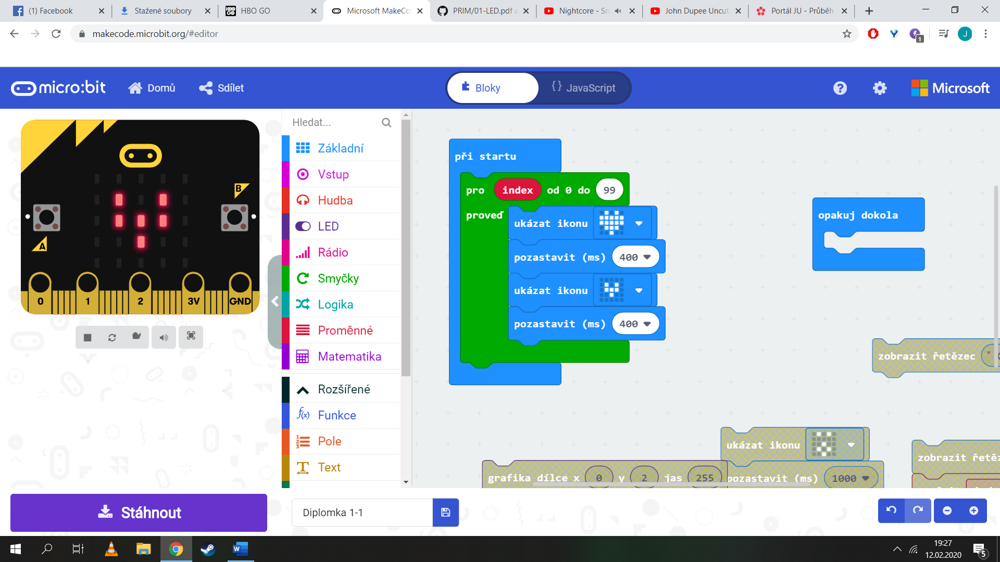 (1) Facebook
Stažené soubory
HBO GO
Microsoft MakeCo
PRIM/01-LED.pdf a
Nightcore - Sn
John Dupee Uncut
Portál JU - Průběh
makecode.microbit.org/#editor
J
1
micro:bit
Domů
Sdílet
Bloky
{} JavaScript
?
Microsoft
B
A
0 1 2 3V GND
Hledat...
Základní
Vstup
Hudba
LED
Rádio
Smyčky
Logika
Proměnné
Matematika
Rozšířené
f(x) Funkce
Pole
Text
při startu
pro index od 0 do 99
proveď
ukázat ikonu
pozastavit (ms) 400
ukázat ikonu
pozastavit (ms) 400
opakuj dokola
zobrazit řetězec "
ukázat ikonu
pozastavit (ms) 1000
grafika dílce x 0 y 2 jas 255
zobrazit řetěz
Stáhnout
Diplomka 1-1
19:27
12.02.2020
5